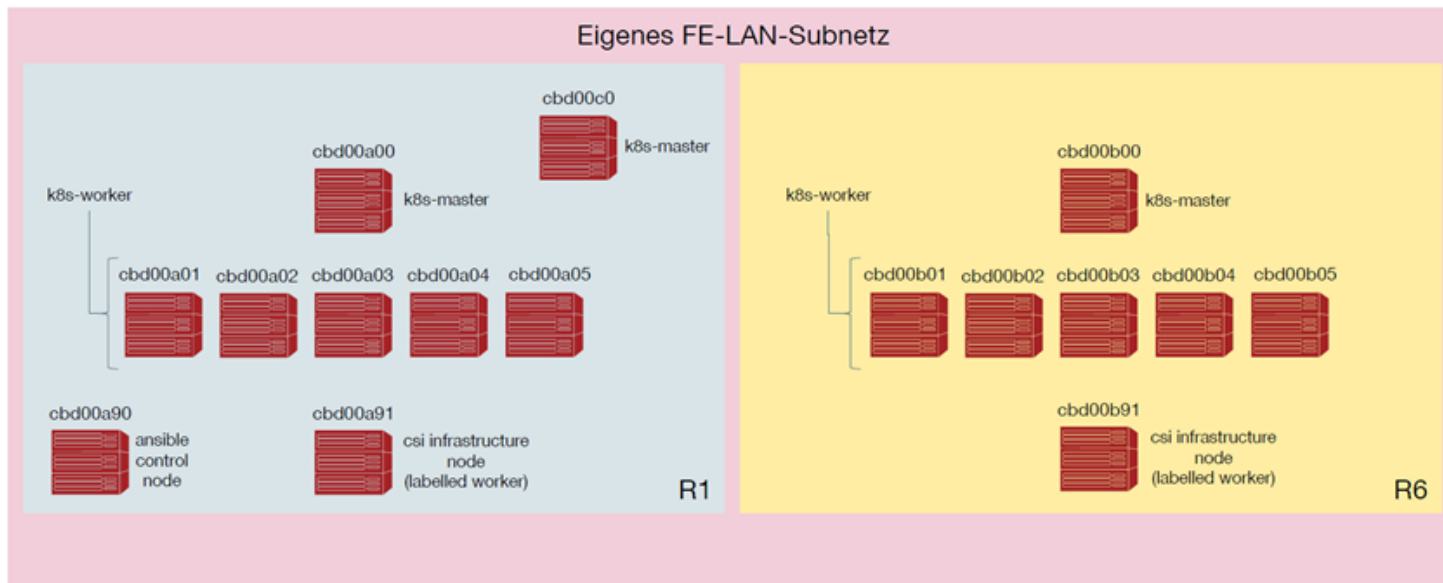 Eigenes FE-LAN-Subnetz
cbd00c0
k8s-master
cbd00a00
k8s-master
k8s-worker
cbd00a01
cbd00a02
cbd00a03
cbd00a04
cbd00a05
cbd00a90
ansible
control
node
cbd00a91
csi infrastructure
node
(labelled worker)
R1
cbd00b00
k8s-master
k8s-worker
cbd00b01
cbd00b02
cbd00b03
cbd00b04
cbd00b05
cbd00b91
csi infrastructure
node
(labelled worker)
R6